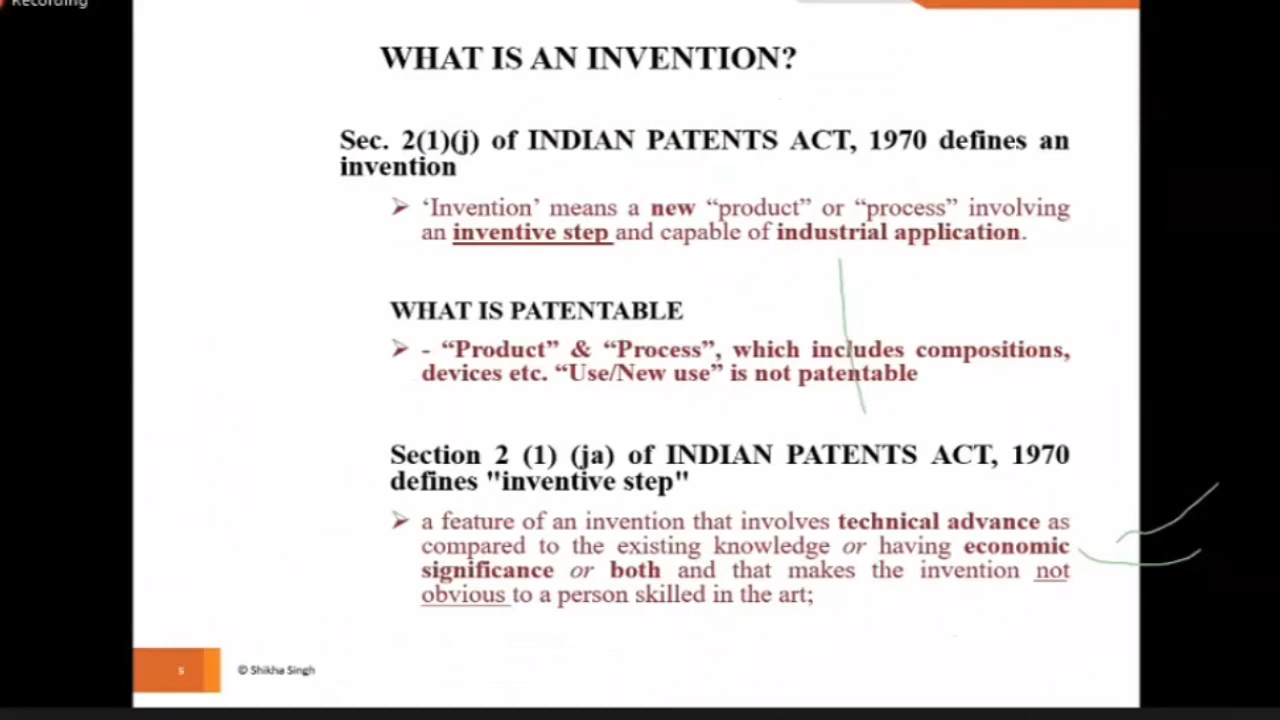 Recording
WHAT IS AN INVENTION?
Sec. 2(1)(j) of INDIAN PATENTS ACT, 1970 defines an
invention
➢ ‘Invention’ means a new “product” or “process” involving
an inventive step and capable of industrial application.
WHAT IS PATENTABLE
➢ - “Product” & “Process”, which includes compositions,
devices etc. “Use/New use” is not patentable
Section 2 (1) (ja) of INDIAN PATENTS ACT, 1970
defines "inventive step"
➢ a feature of an invention that involves technical advance as
compared to the existing knowledge or having economic
significance or both and that makes the invention not
obvious to a person skilled in the art;
5
© Shikha Singh